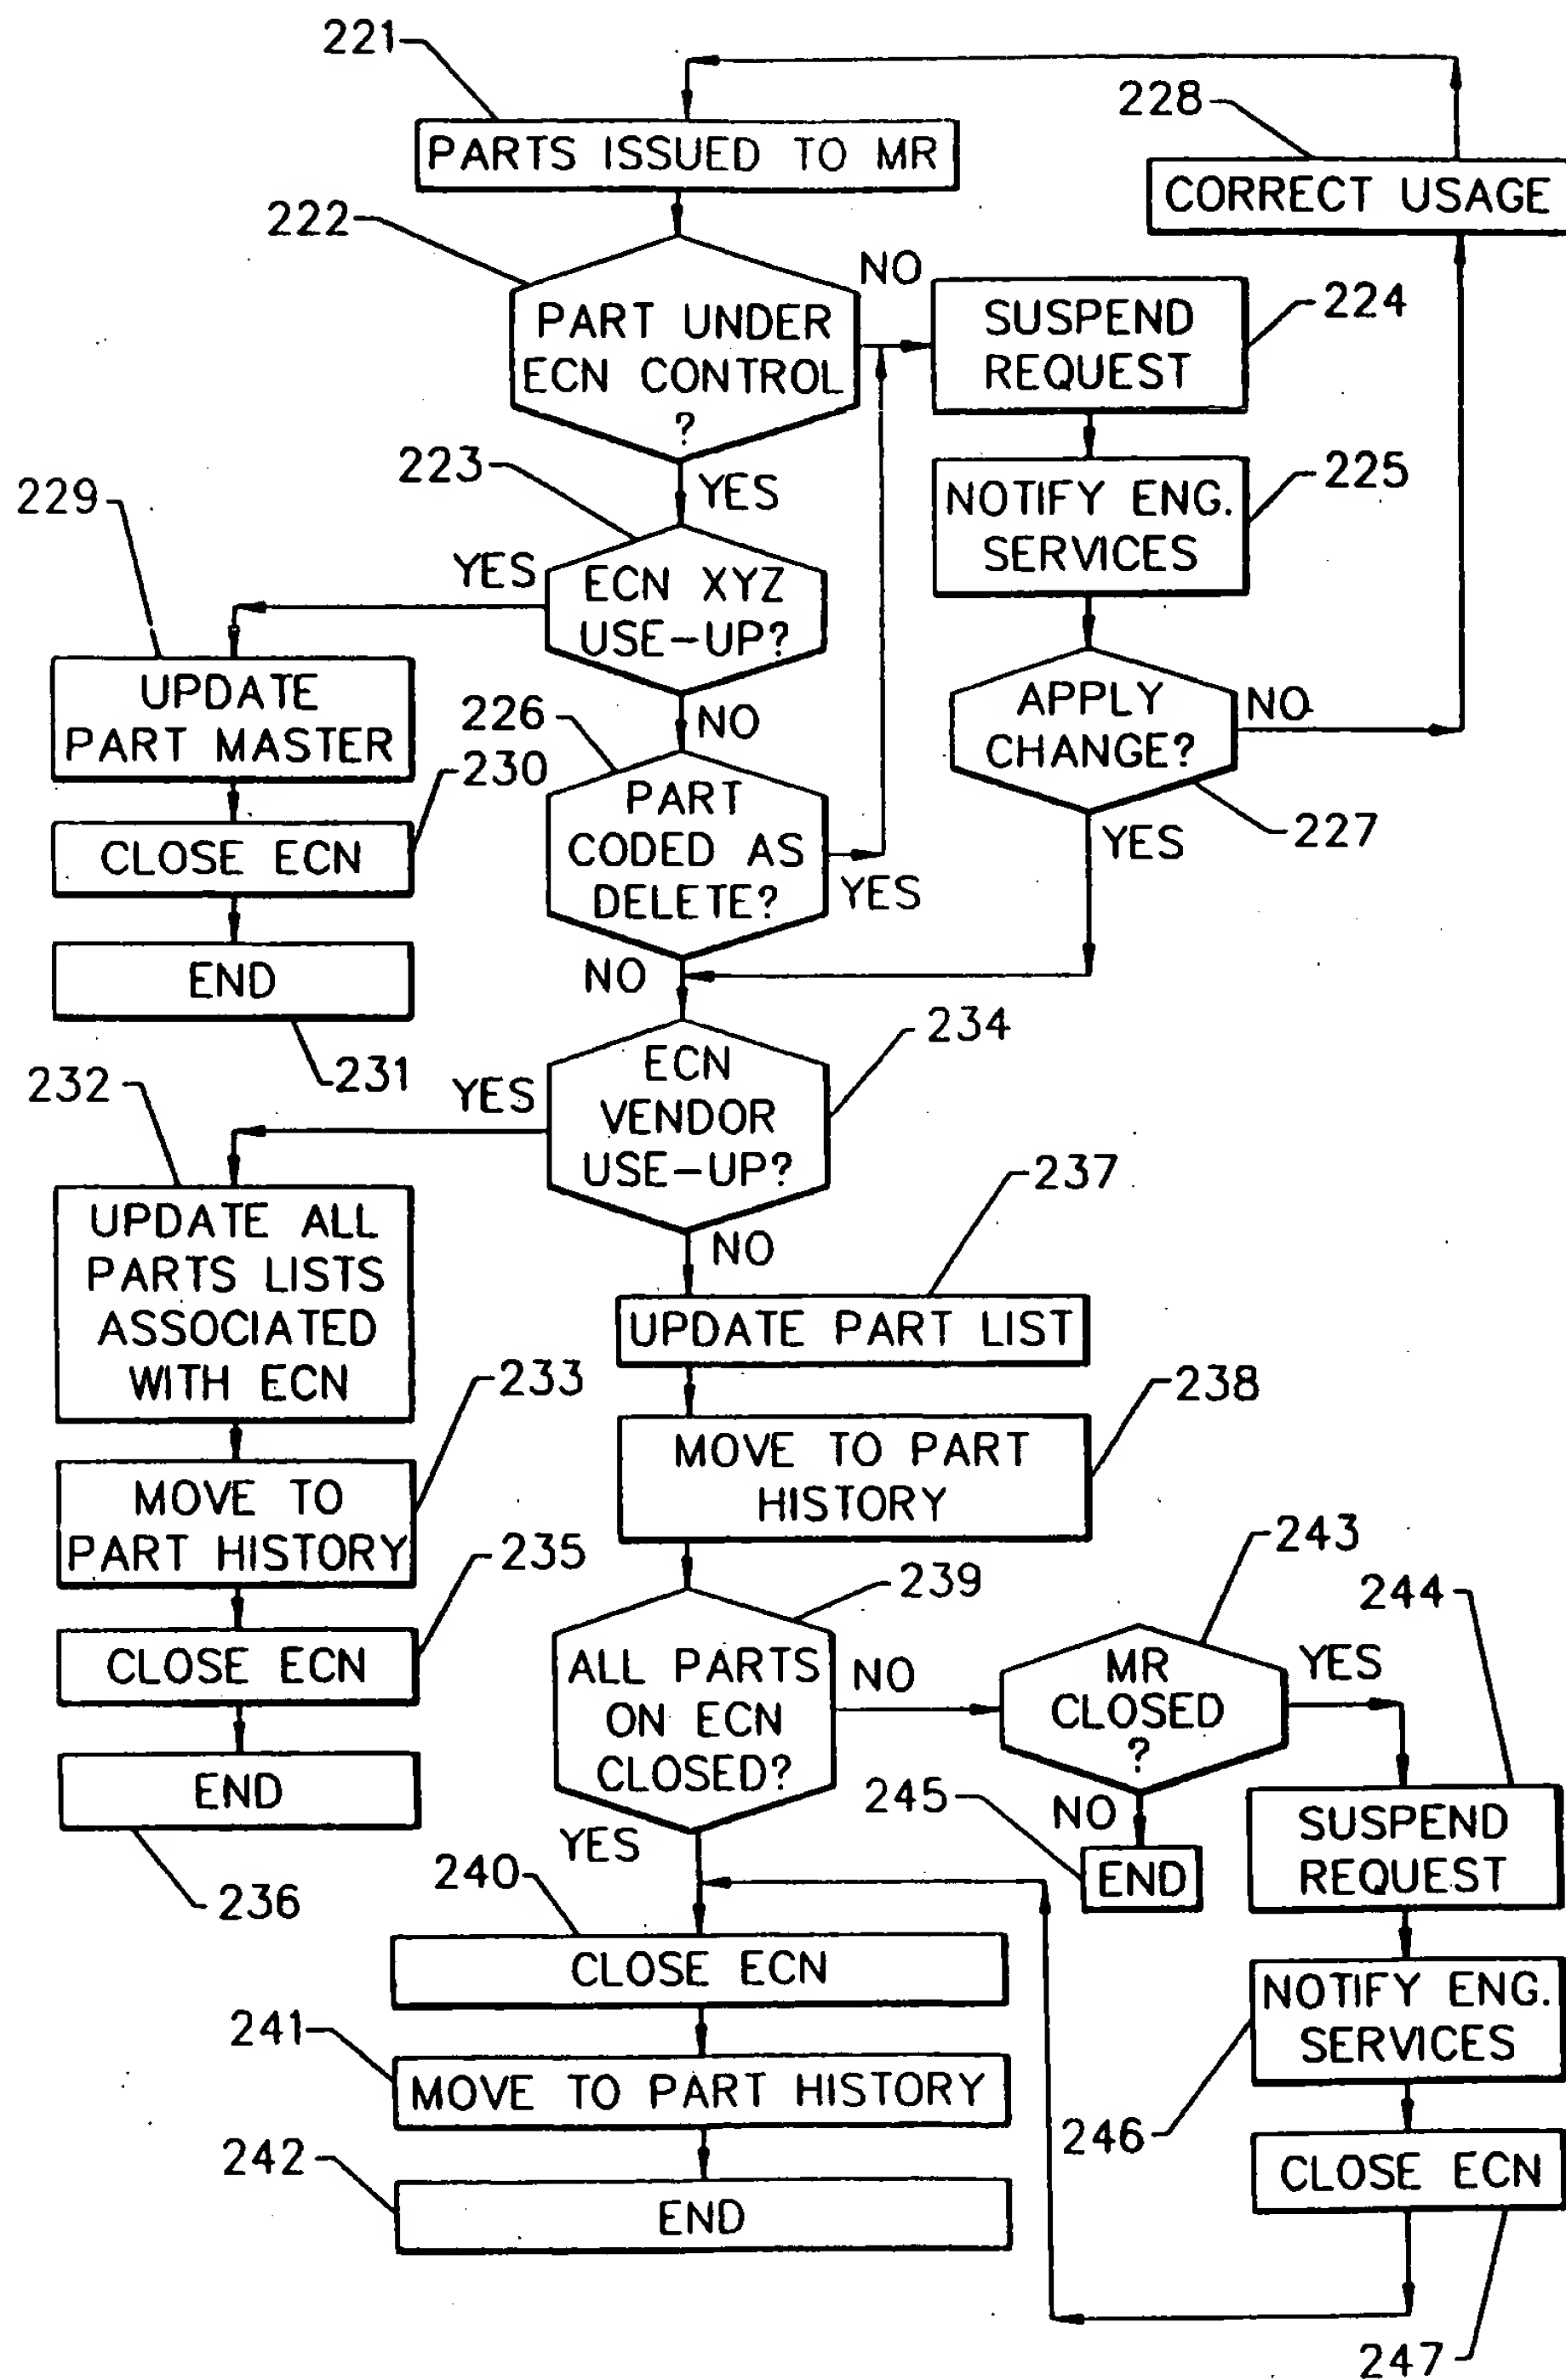 221
228
PARTS ISSUED TO MR
CORRECT USAGE
222
NO
PART UNDER
ECN CONTROL
?
SUSPEND
REQUEST
224
223
YES
NOTIFY ENG.
SERVICES
225
229
YES
ECN XYZ
USE-UP?
UPDATE
PART MASTER
226
NO
APPLY
CHANGE?
NO
230
PART
CODED AS
DELETE?
YES
227
YES
CLOSE ECN
END
NO
231
234
232
YES
ECN
VENDOR
USE-UP?
237
UPDATE ALL
PARTS LISTS
ASSOCIATED
WITH ECN
NO
UPDATE PART LIST
233
238
MOVE TO PART
HISTORY
MOVE TO
PART HISTORY
235
239
243
244
CLOSE ECN
ALL PARTS
ON ECN
CLOSED?
NO
MR
CLOSED
?
YES
END
236
YES
245
NO
END
SUSPEND
REQUEST
240
CLOSE ECN
NOTIFY ENG.
SERVICES
241
MOVE TO PART HISTORY
246
242
END
CLOSE ECN
247